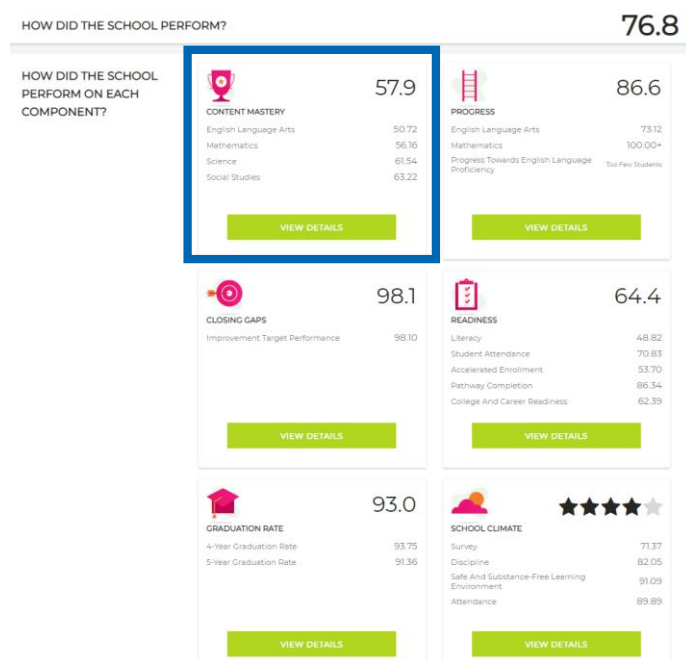 HOW DID THE SCHOOL PERFORM?
76.8
HOW DID THE SCHOOL
PERFORM ON EACH
COMPONENT?
57.9
CONTENT MASTERY
English Language Arts 50.72
Mathematics 56.16
Science 61.54
Social Studies 63.22
VIEW DETAILS
86.6
PROGRESS
English Language Arts 73.12
Mathematics 100.00+
Progress Towards English Language
Proficiency
Too Few Students
VIEW DETAILS
98.1
CLOSING GAPS
Improvement Target Performance 98.10
VIEW DETAILS
64.4
READINESS
Literacy 48.82
Student Attendance 70.83
Accelerated Enrollment 53.70
Pathway Completion 86.34
College And Career Readiness 62.39
VIEW DETAILS
93.0
GRADUATION RATE
4-Year Graduation Rate 93.75
5-Year Graduation Rate 91.36
VIEW DETAILS
SCHOOL CLIMATE
Survey 71.37
Discipline 82.05
Safe And Substance-Free Learning
Environment
91.09
Attendance 89.89
VIEW DETAILS